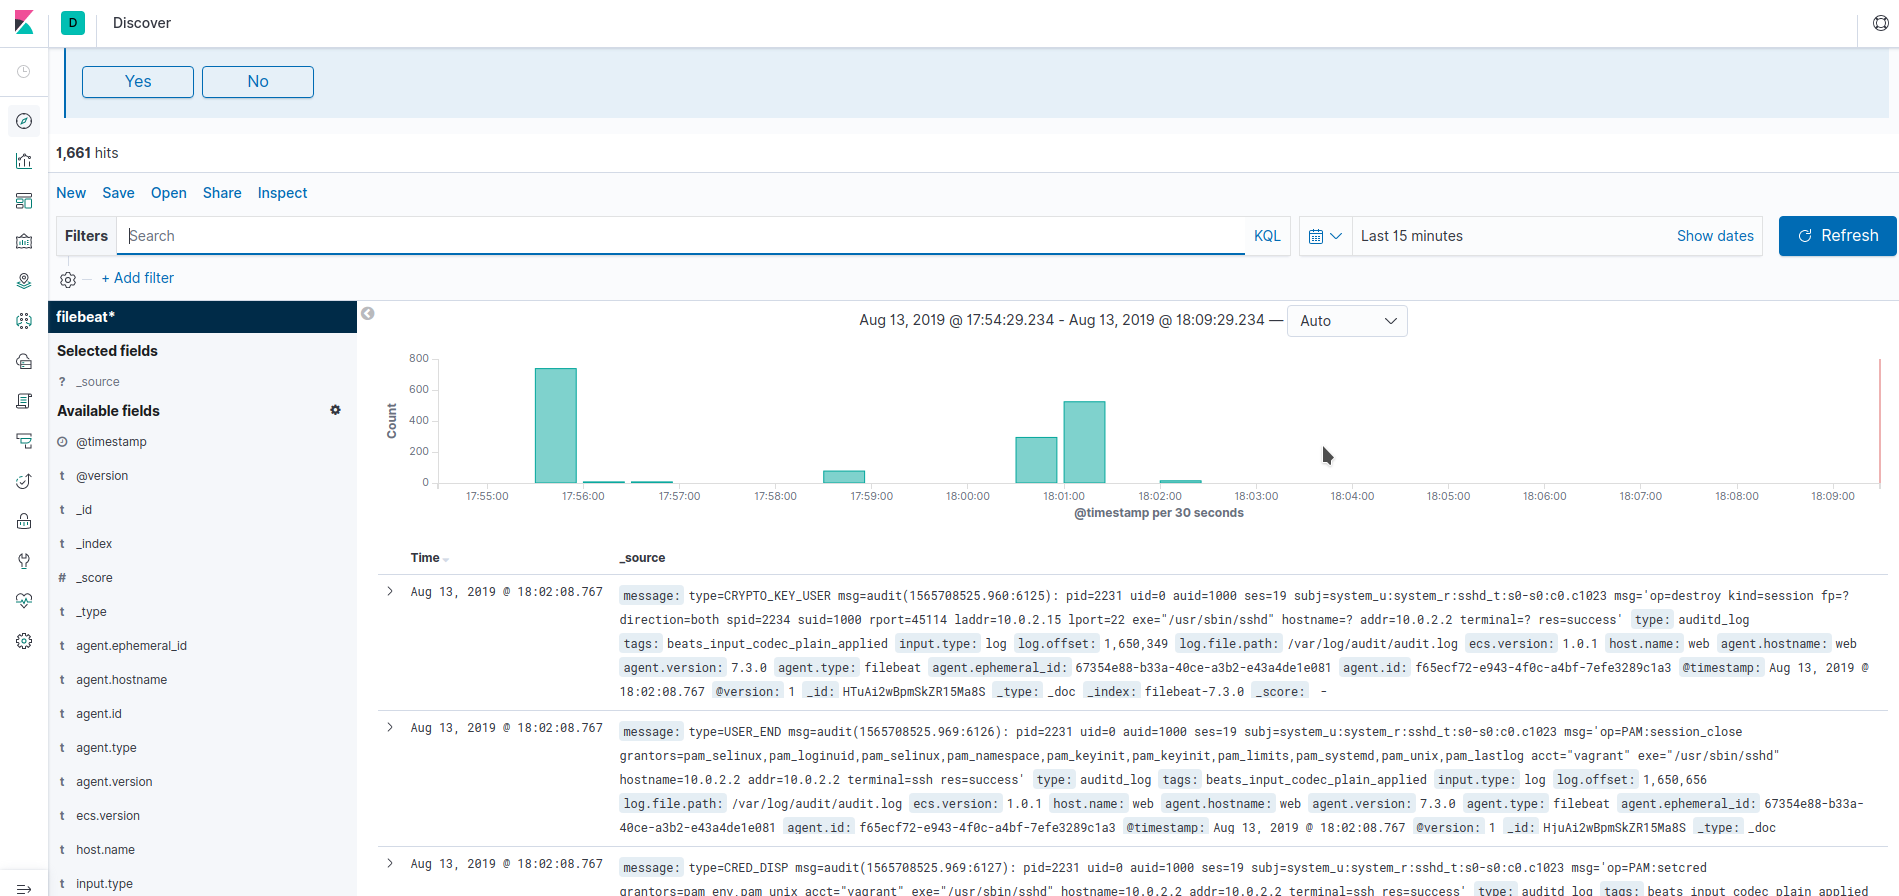 D Discover
Yes No
1,661 hits
New Save Open Share Inspect
Filters Search KQL Last 15 minutes Show dates Refresh
+ Add filter
filebeat*
Selected fields
? _source
Available fields
@timestamp
t @version
t _id
t _index
# _score
t _type
t agent.ephemeral_id
t agent.hostname
t agent.id
t agent.type
t agent.version
t ecs.version
t host.name
t input.type
Aug 13, 2019 @ 17:54:29.234 - Aug 13, 2019 @ 18:09:29.234 — Auto
Count
800
600
400
200
0
17:55:00 17:56:00 17:57:00 17:58:00 17:59:00 18:00:00 18:01:00 18:02:00 18:03:00 18:04:00 18:05:00 18:06:00 18:07:00 18:08:00 18:09:00
@timestamp per 30 seconds
Time _source
Aug 13, 2019 @ 18:02:08.767 message: type=CRYPTO_KEY_USER msg=audit(1565708525.960:6125): pid=2231 uid=0 auid=1000 ses=19 subj=system_u:system_r:sshd_t:s0-s0:c0.c1023 msg='op=destroy kind=session fp=?
direction=both spid=2234 suid=1000 rport=45114 laddr=10.0.2.15 lport=22 exe="/usr/sbin/sshd" hostname=? addr=10.0.2.2 terminal=? res=success' type: auditd_log
tags: beats_input_codec_plain_applied input.type: log log.offset: 1,650,349 log.file.path: /var/log/audit/audit.log ecs.version: 1.0.1 host.name: web agent.hostname: web
agent.version: 7.3.0 agent.type: filebeat agent.ephemeral_id: 67354e88-b33a-40ce-a3b2-e43a4de1e081 agent.id: f65ecf72-e943-4f0c-a4bf-7efe3289c1a3 @timestamp: Aug 13, 2019 @
18:02:08.767 @version: 1 _id: HTuAi2wBpmSkZR15Ma8S _type: _doc _index: filebeat-7.3.0 _score: -
Aug 13, 2019 @ 18:02:08.767 message: type=USER_END msg=audit(1565708525.969:6126): pid=2231 uid=0 auid=1000 ses=19 subj=system_u:system_r:sshd_t:s0-s0:c0.c1023 msg='op=PAM:session_close
grantors=pam_selinux,pam_loginuid,pam_selinux,pam_namespace,pam_keyinit,pam_keyinit,pam_limits,pam_systemd,pam_unix,pam_lastlog acct="vagrant" exe="/usr/sbin/sshd"
hostname=10.0.2.2 addr=10.0.2.2 terminal=ssh res=success' type: auditd_log tags: beats_input_codec_plain_applied input.type: log log.offset: 1,650,656
log.file.path: /var/log/audit/audit.log ecs.version: 1.0.1 host.name: web agent.hostname: web agent.version: 7.3.0 agent.type: filebeat agent.ephemeral_id: 67354e88-b33a-
40ce-a3b2-e43a4de1e081 agent.id: f65ecf72-e943-4f0c-a4bf-7efe3289c1a3 @timestamp: Aug 13, 2019 @ 18:02:08.767 @version: 1 _id: HjuAi2wBpmSkZR15Ma8S _type: _doc
Aug 13, 2019 @ 18:02:08.767 message: type=CRED_DISP msg=audit(1565708525.969:6127): pid=2231 uid=0 auid=1000 ses=19 subj=system_u:system_r:sshd_t:s0-s0:c0.c1023 msg='op=PAM:setcred
grantors=pam_env,pam_unix acct="vagrant" exe="/usr/sbin/sshd" hostname=10.0.2.2 addr=10.0.2.2 terminal=ssh res=success' type: auditd_log tags: beats_input_codec_plain_applied